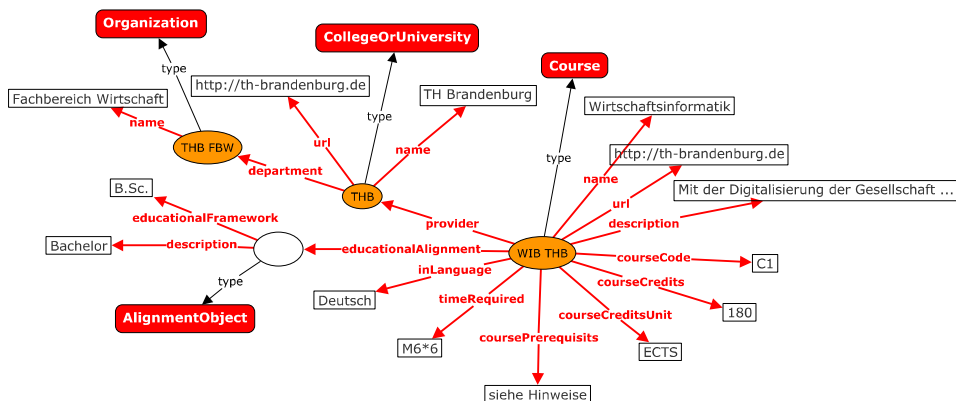 Organization
CollegeOrUniversity
Course
type
http://th-brandenburg.de
TH Brandenburg
Fachbereich Wirtschaft
Wirtschaftsinformatik
type
name
url
name
type
THB FBW
http://th-brandenburg.de
department
name
B.Sc.
THB
Mit der Digitalisierung der Gesellschaft ...
url
educationalFramework
provider
description
Bachelor
description
educationalAlignment
WIB THB
courseCode
C1
inLanguage
type
courseCredits
Deutsch
timeRequired
180
AlignmentObject
courseCreditsUnit
M6*6
coursePrerequisits
ECTS
siehe Hinweise